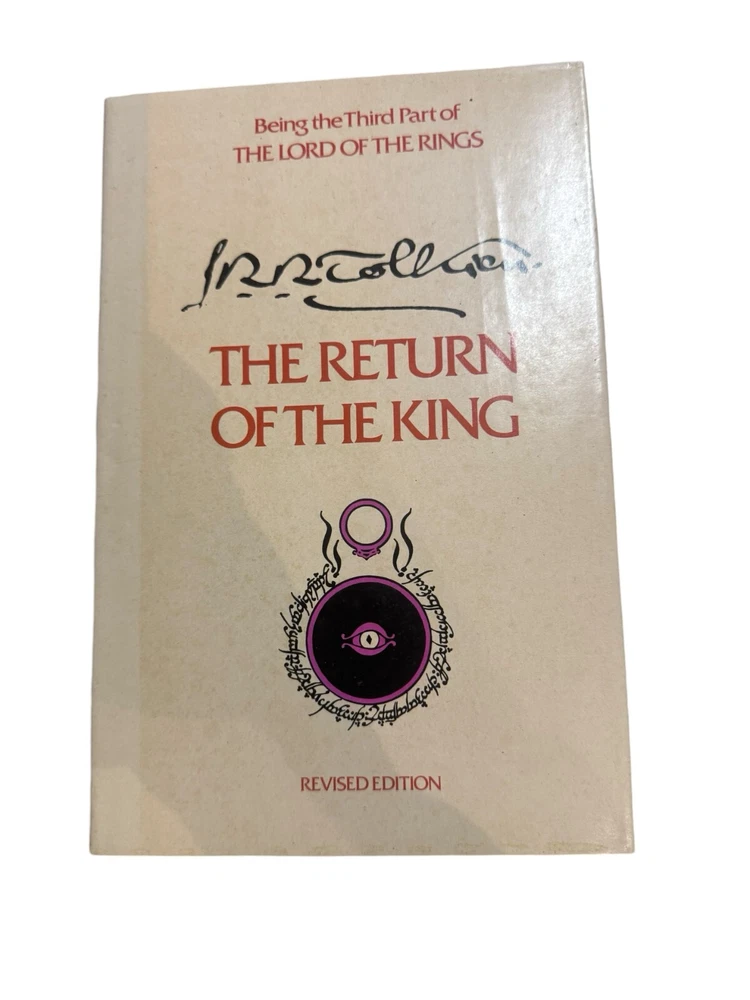 Being the Third Part of
THE LORD OF THE RINGS
J.R.R. Tolkien
THE RETURN
OF THE KING
REVISED EDITION